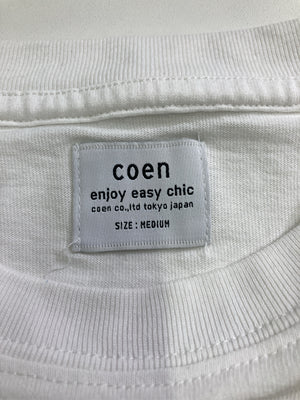 coen
enjoy easy chic
coen co.,ltd tokyo japan
SIZE : MEDIUM